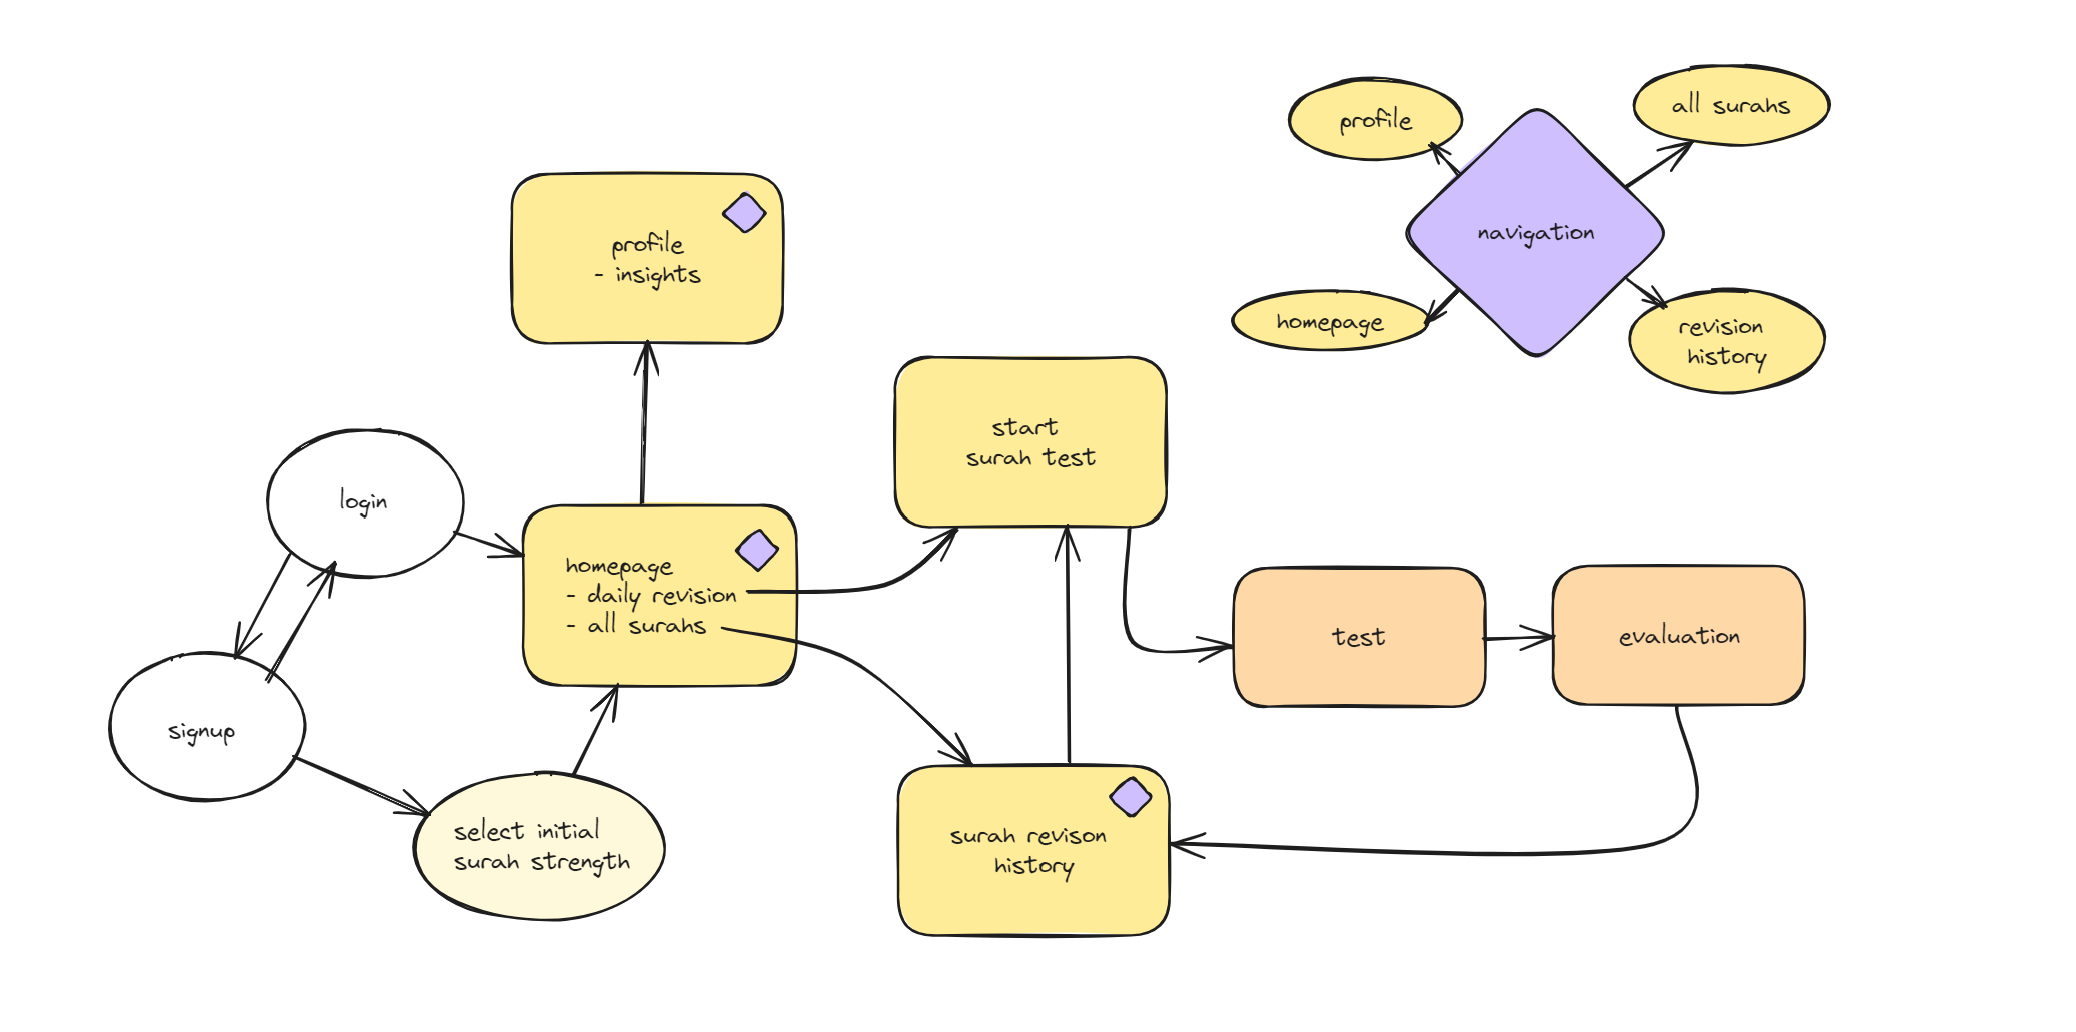 profile
all surahs
navigation
homepage
revision
history
profile
- insights
start
surah test
login
homepage
- daily revision
- all surahs
test
evaluation
signup
select initial
surah strength
surah revison
history